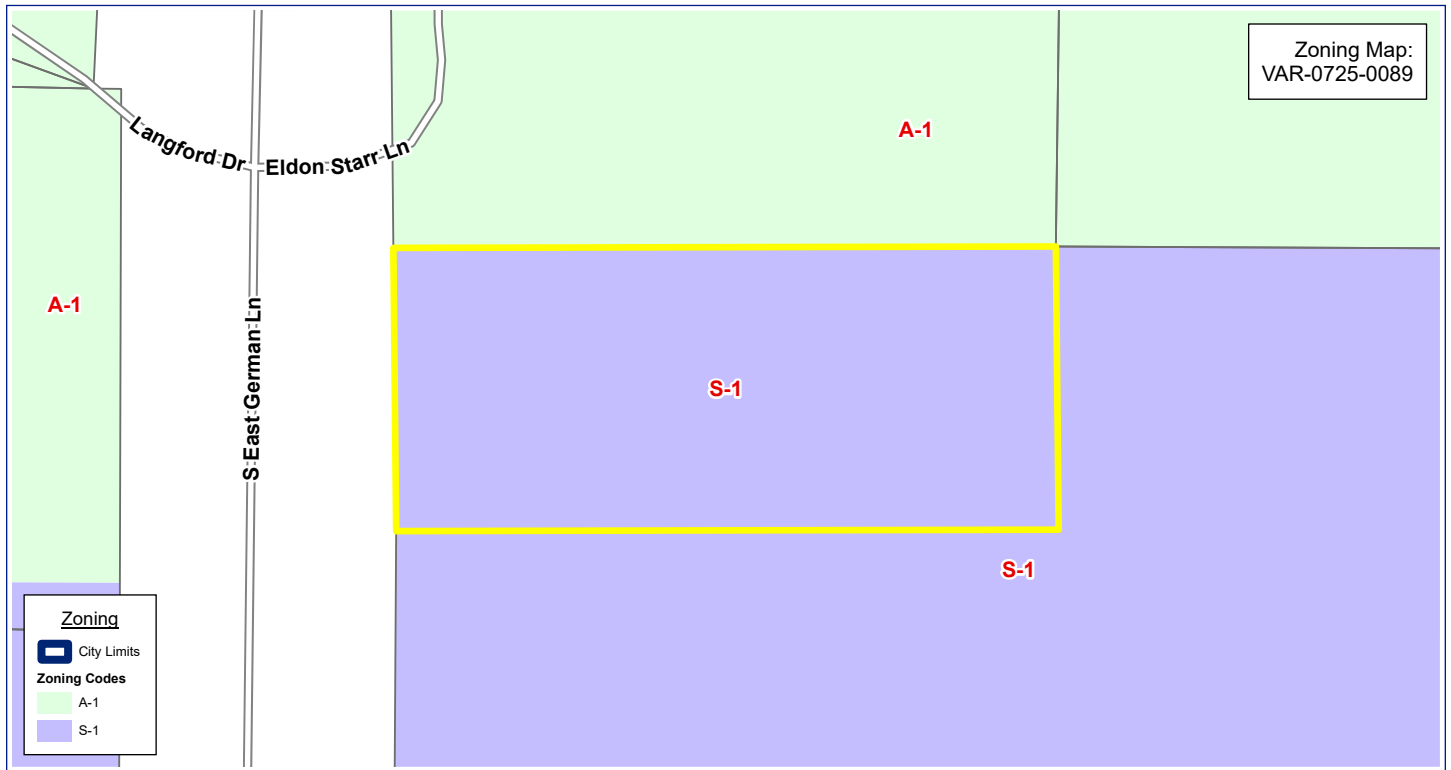 Zoning Map:
VAR-0725-0089
A-1
Langford Dr
Eldon Starr Ln
A-1
S East German Ln
S-1
S-1
Zoning
City Limits
Zoning Codes
A-1
S-1